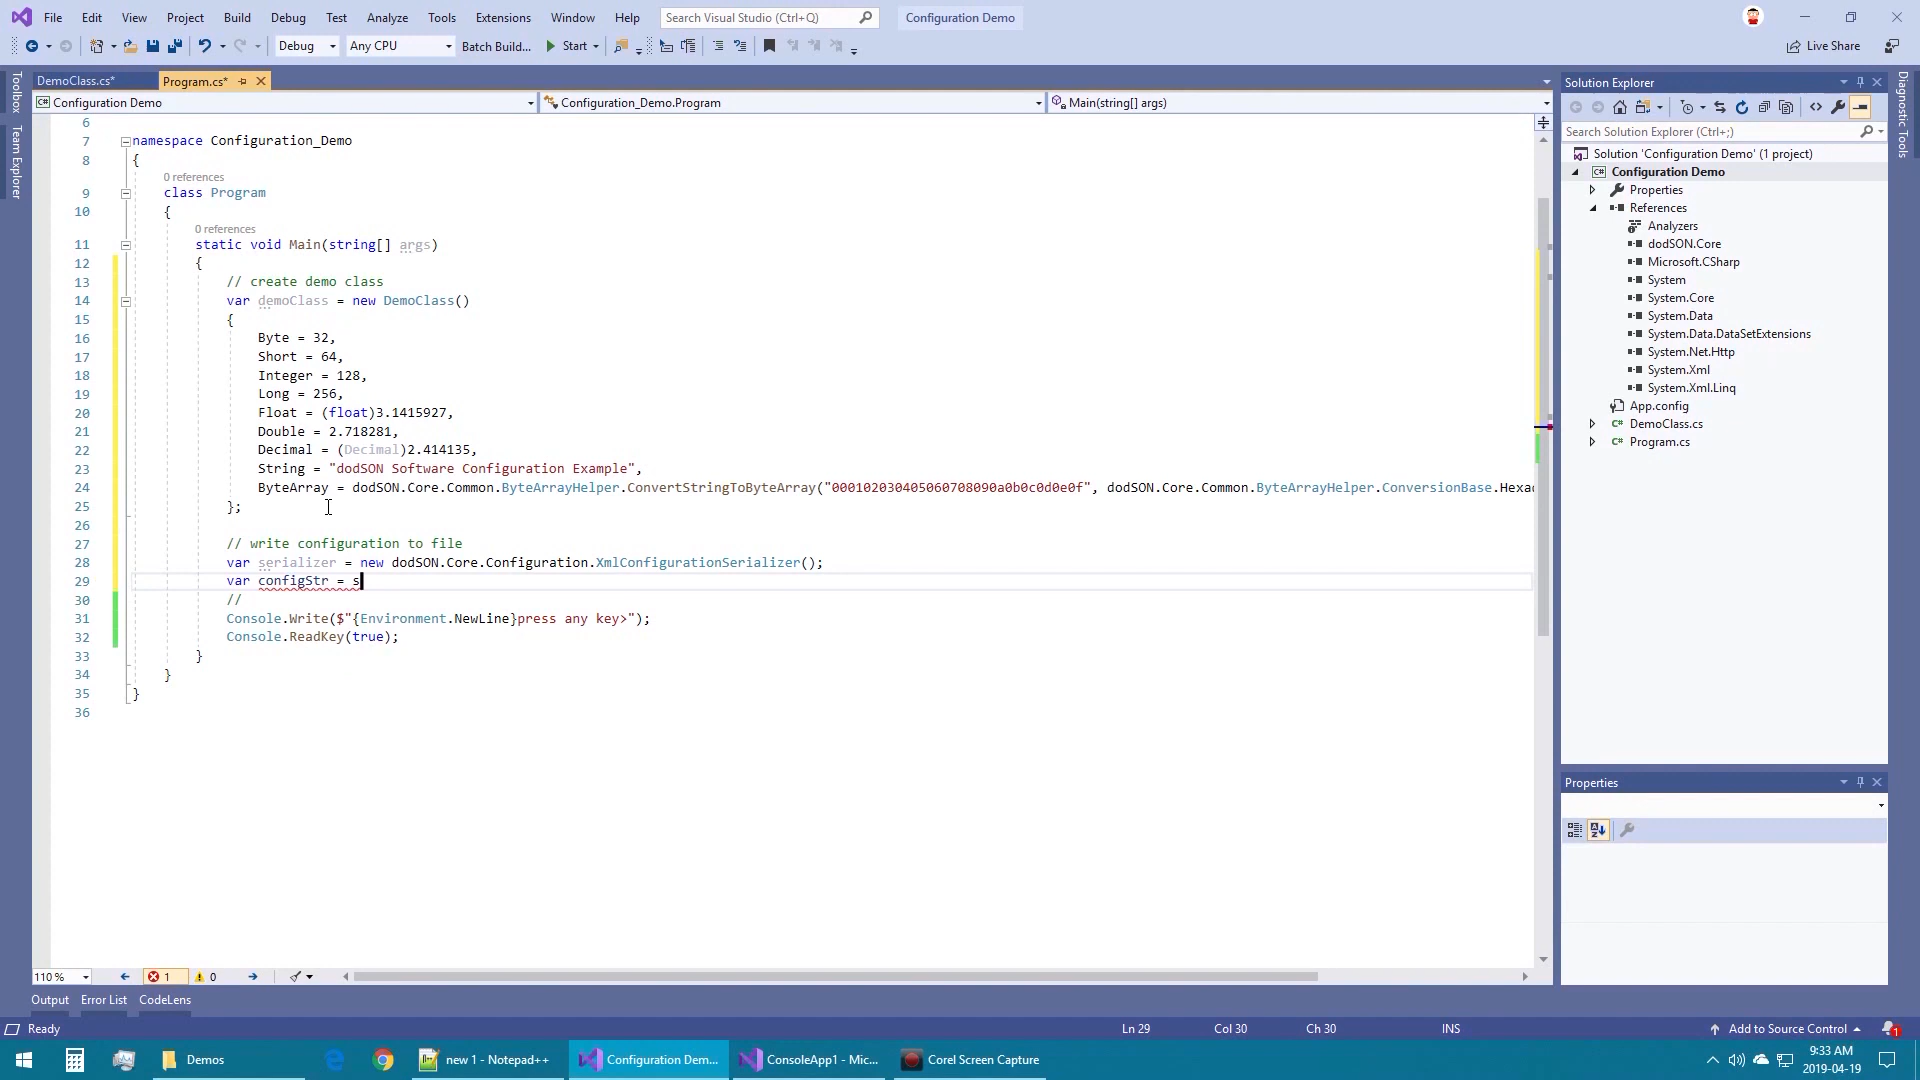 File Edit View Project Build Debug Test Analyze Tools Extensions Window Help Search Visual Studio (Ctrl+Q) Configuration Demo
Debug Any CPU Batch Build... Start Live Share
DemoClass.cs* Program.cs*
Configuration Demo Configuration_Demo.Program Main(string[] args)
6
7 namespace Configuration_Demo
8 {
0 references
9 class Program
10 {
0 references
11 static void Main(string[] args)
12 {
13 // create demo class
14 var demoClass = new DemoClass()
15 {
16 Byte = 32,
17 Short = 64,
18 Integer = 128,
19 Long = 256,
20 Float = (float)3.1415927,
21 Double = 2.718281,
22 Decimal = (Decimal)2.414135,
23 String = "dodSON Software Configuration Example",
24 ByteArray = dodSON.Core.Common.ByteArrayHelper.ConvertStringToByteArray("000102030405060708090a0b0c0d0e0f", dodSON.Core.Common.ByteArrayHelper.ConversionBase.Hexa
25 };
26
27 // write configuration to file
28 var serializer = new dodSON.Core.Configuration.XmlConfigurationSerializer();
29 var configStr = s
30 //
31 Console.Write($"{Environment.NewLine}press any key>");
32 Console.ReadKey(true);
33 }
34 }
35 }
36
110 % 1 0
Output Error List CodeLens
Ready Ln 29 Col 30 Ch 30 INS Add to Source Control 1
Toolbox
Team Explorer
Solution Explorer
Search Solution Explorer (Ctrl+;)
Solution 'Configuration Demo' (1 project)
Configuration Demo
Properties
References
Analyzers
dodSON.Core
Microsoft.CSharp
System
System.Core
System.Data
System.Data.DataSetExtensions
System.Net.Http
System.Xml
System.Xml.Linq
App.config
C# DemoClass.cs
C# Program.cs
Properties
Diagnostic Tools
Demos new 1 - Notepad++ Configuration Dem... ConsoleApp1 - Mic... Corel Screen Capture
9:33 AM
2019-04-19